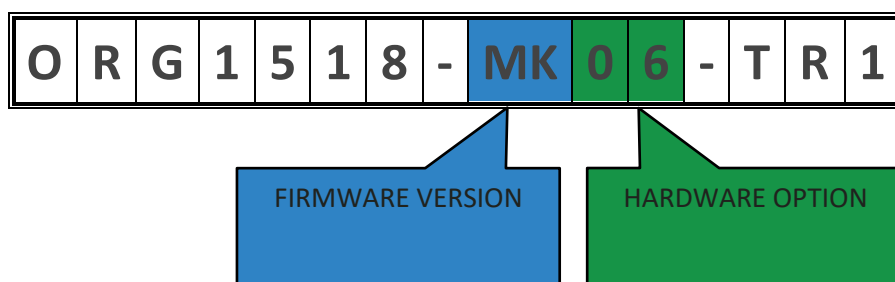 ORG1518-MK06-TR1
FIRMWARE VERSION HARDWARE OPTION